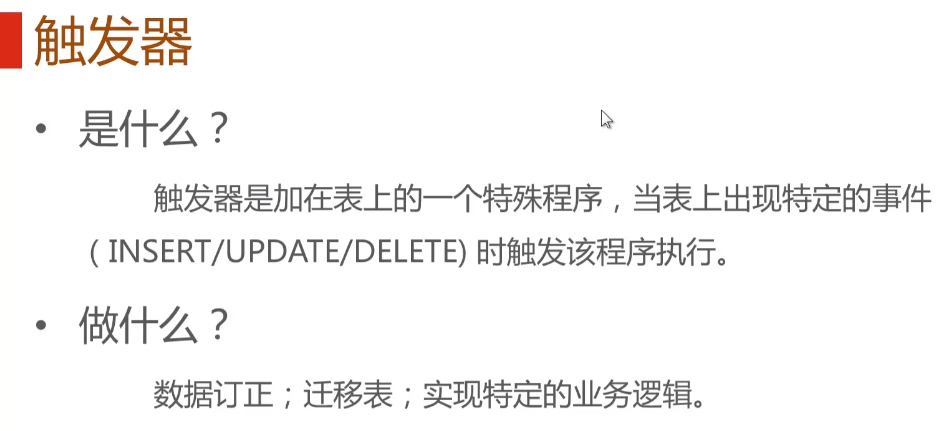 触发器
• 是什么？
触发器是加在表上的一个特殊程序，当表上出现特定的事件
（INSERT/UPDATE/DELETE) 时触发该程序执行。
• 做什么？
数据订正；迁移表；实现特定的业务逻辑。